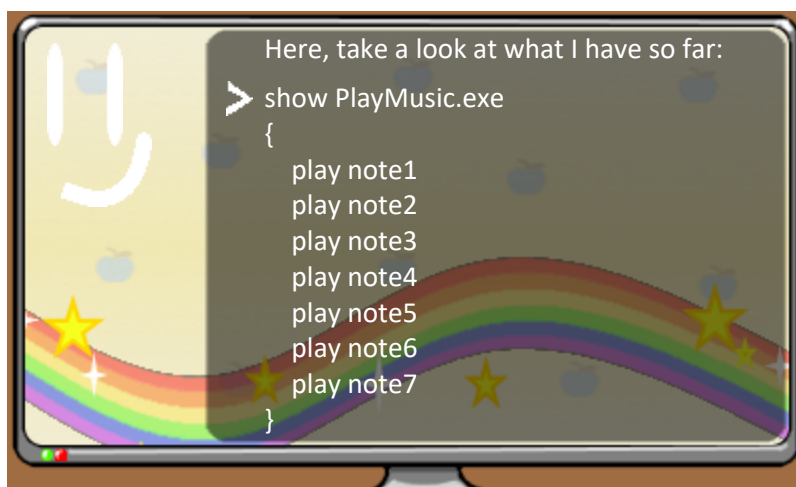 Here, take a look at what I have so far:
show PlayMusic.exe
{
play note1
play note2
play note3
play note4
play note5
play note6
play note7
}